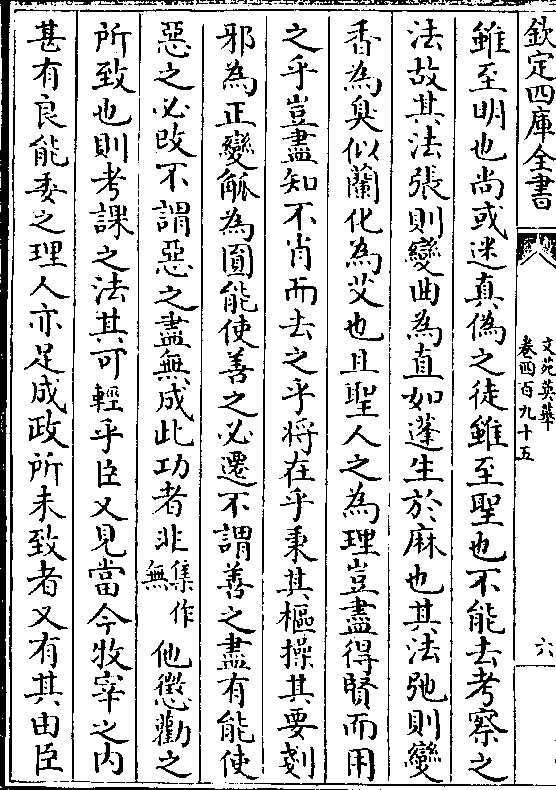 欽定四庫全書
文苑英華
卷四百九十五
六
雖至明也尚或迷真偽之徒雖至聖也不能去考察之
法故其法張則變曲為直如蓬生於麻也其法弛則變
香為臭似蘭化為艾也且聖人之為理豈盡得賢而用
之乎豈盡知不肖而去之乎将在乎秉其樞操其要刻
邪為正變觚為圓能使善之必遷不謂善之盡有能使
惡之必改不謂惡之盡無成此功者非集作無他懲勸之
所致也則考課之法其可輕乎臣又見當今牧宰之內
甚有良能委之理人亦足成政所未致者又有其由臣